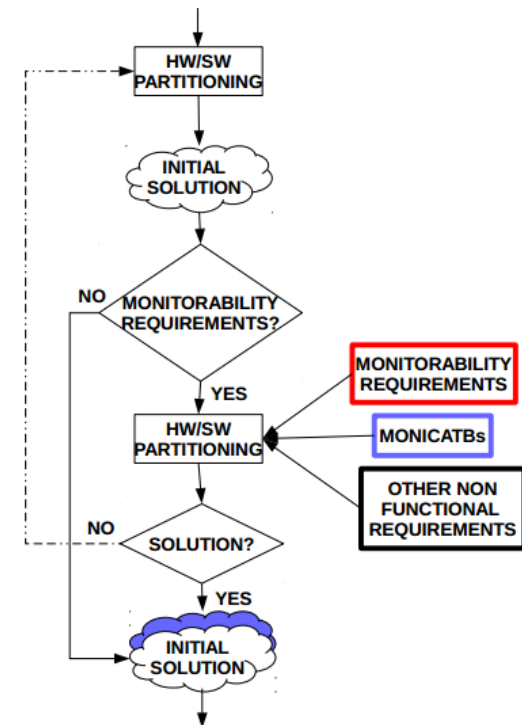 HW/SW
PARTITIONING
INITIAL
SOLUTION
NO
MONITORABILITY
REQUIREMENTS?
YES
MONITORABILITY
REQUIREMENTS
HW/SW
PARTITIONING
MONICATBs
OTHER NON
FUNCTIONAL
REQUIREMENTS
NO
SOLUTION?
YES
INITIAL
SOLUTION